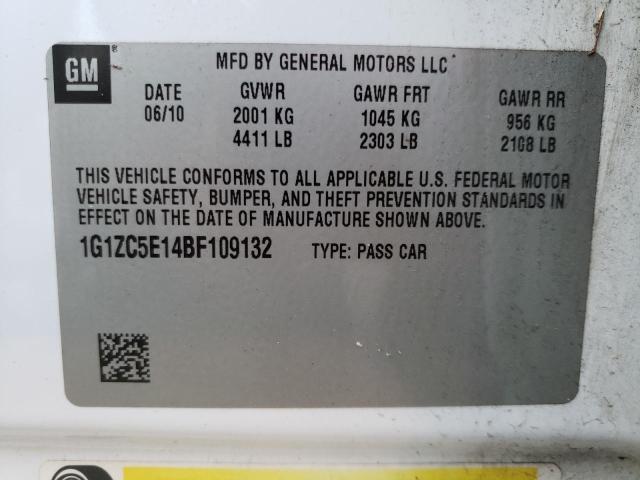 GM
MFD BY GENERAL MOTORS LLC
DATE GVWR GAWR FRT GAWR RR
06/10 2001 KG 1045 KG 956 KG
4411 LB 2303 LB 2108 LB
THIS VEHICLE CONFORMS TO ALL APPLICABLE U.S. FEDERAL MOTOR
VEHICLE SAFETY, BUMPER, AND THEFT PREVENTION STANDARDS IN
EFFECT ON THE DATE OF MANUFACTURE SHOWN ABOVE.
1G1ZC5E14BF109132 TYPE: PASS CAR